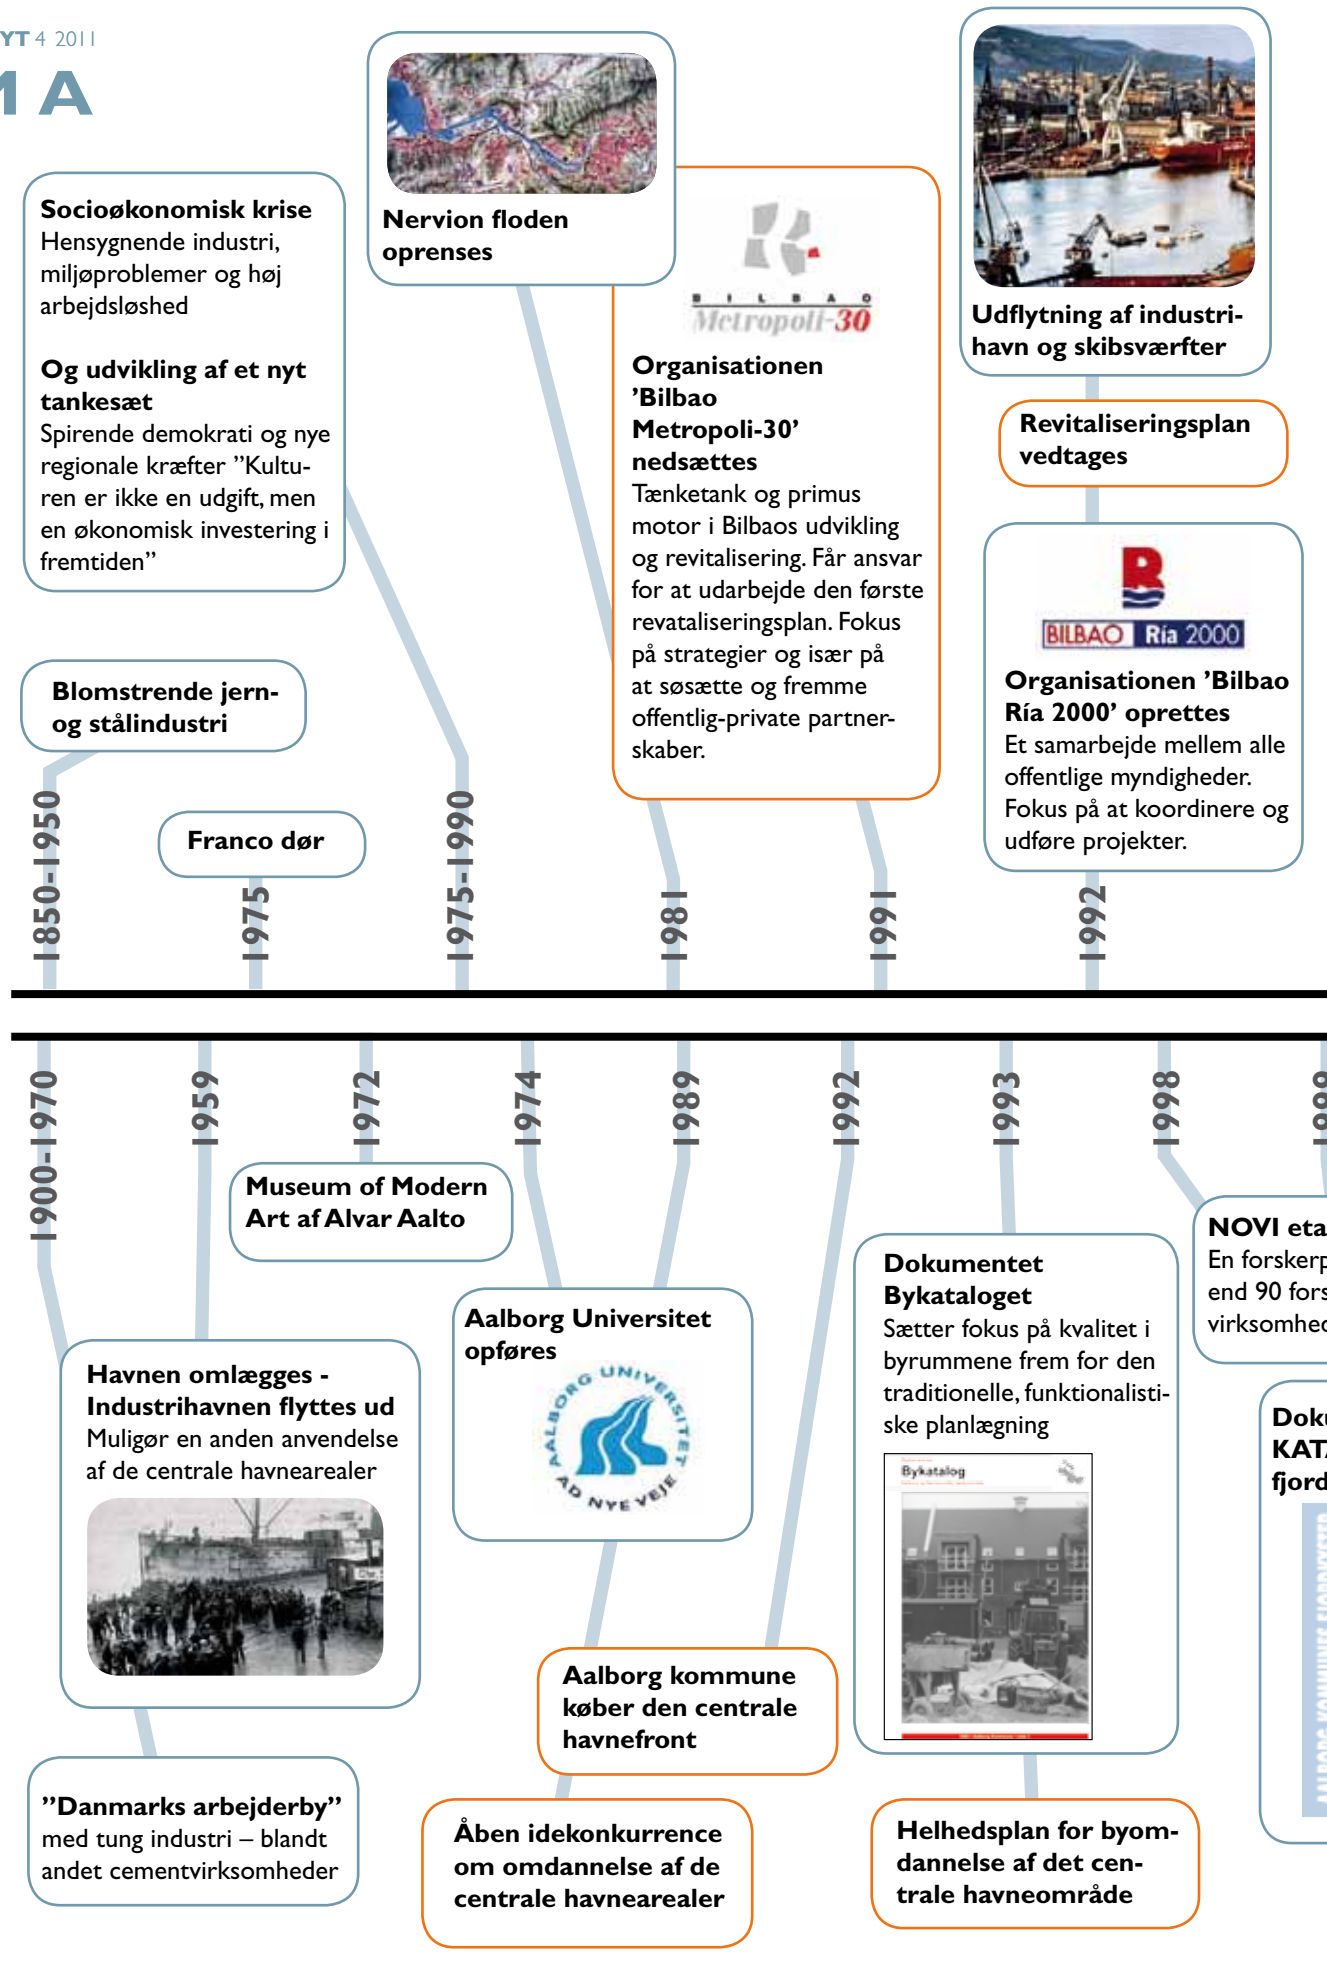 YT 4 2011
M A
Socioøkonomisk krise
Hensygnende industri,
miljøproblemer og høj
arbejdsløshed
Og udvikling af et nyt
tankesæt
Spirende demokrati og nye
regionale kræfter ”Kultu-
ren er ikke en udgift, men
en økonomisk investering i
fremtiden”
Nervion floden
oprenses
BILBAO
Metropoli-30
Organisationen
’Bilbao
Metropoli-30’
nedsættes
Tænketank og primus
motor i Bilbaos udvikling
og revitalisering. Får ansvar
for at udarbejde den første
revataliseringsplan. Fokus
på strategier og især på
at søsætte og fremme
offentlig-private partner-
skaber.
Udflytning af industri-
havn og skibsværfter
Revitaliseringsplan
vedtages
BILBAO Ría 2000
Organisationen ’Bilbao
Ría 2000’ oprettes
Et samarbejde mellem alle
offentlige myndigheder.
Fokus på at koordinere og
udføre projekter.
Blomstrende jern-
og stålindustri
Franco dør
1850-1950
1975
1975-1990
1981
1991
1992
1900-1970
1959
1972
1974
1989
1992
1993
1998
1999
Museum of Modern
Art af Alvar Aalto
Havnen omlægges -
Industrihavnen flyttes ud
Muligør en anden anvendelse
af de centrale havnearealer
”Danmarks arbejderby”
med tung industri – blandt
andet cementvirksomheder
Aalborg Universitet
opføres
AALBORG UNIVERSITET
AD NYE VEJE
Aalborg kommune
køber den centrale
havnefront
Åben idekonkurrence
om omdannelse af de
centrale havnearealer
Dokumentet
Bykataloget
Sætter fokus på kvalitet i
byrummene frem for den
traditionelle, funktionalisti-
ske planlægning
Bykatalog
Helhedsplan for byom-
dannelse af det cen-
trale havneområde
NOVI eta
En forskerp
end 90 fors
virksomhed
Doku
KATA
fjord
AALBORG KOMMUNES FJORDKYSTER